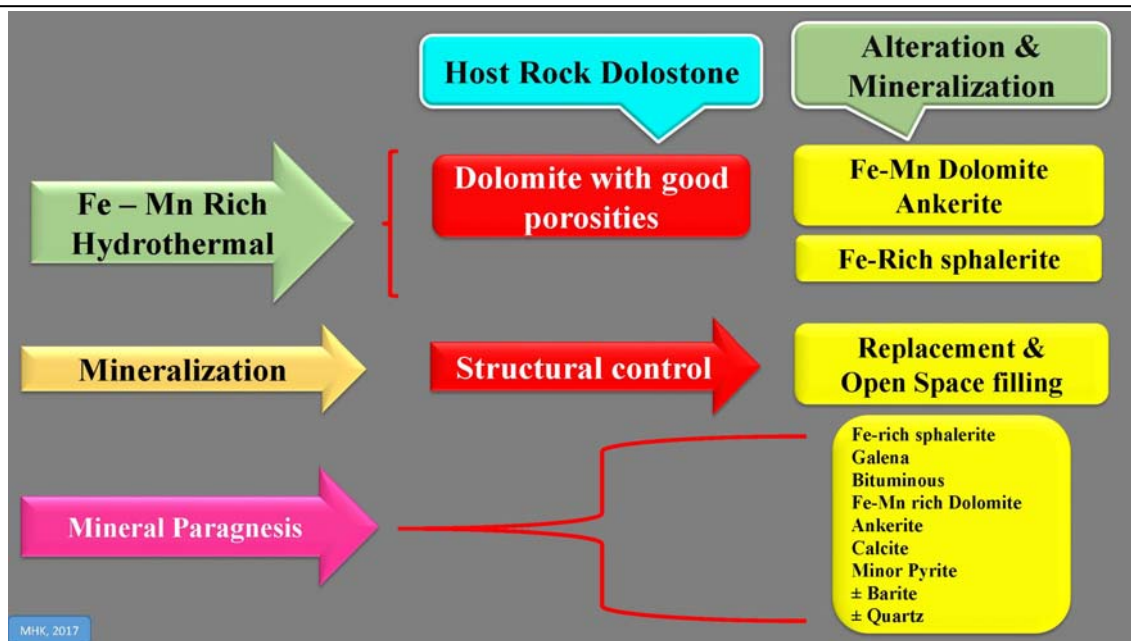 Host Rock Dolostone
Alteration &
Mineralization
Fe – Mn Rich
Hydrothermal
Dolomite with good
porosities
Fe-Mn Dolomite
Ankerite
Fe-Rich sphalerite
Mineralization
Structural control
Replacement &
Open Space filling
Mineral Paragnesis
Fe-rich sphalerite
Galena
Bituminous
Fe-Mn rich Dolomite
Ankerite
Calcite
Minor Pyrite
± Barite
± Quartz
MHK, 2017